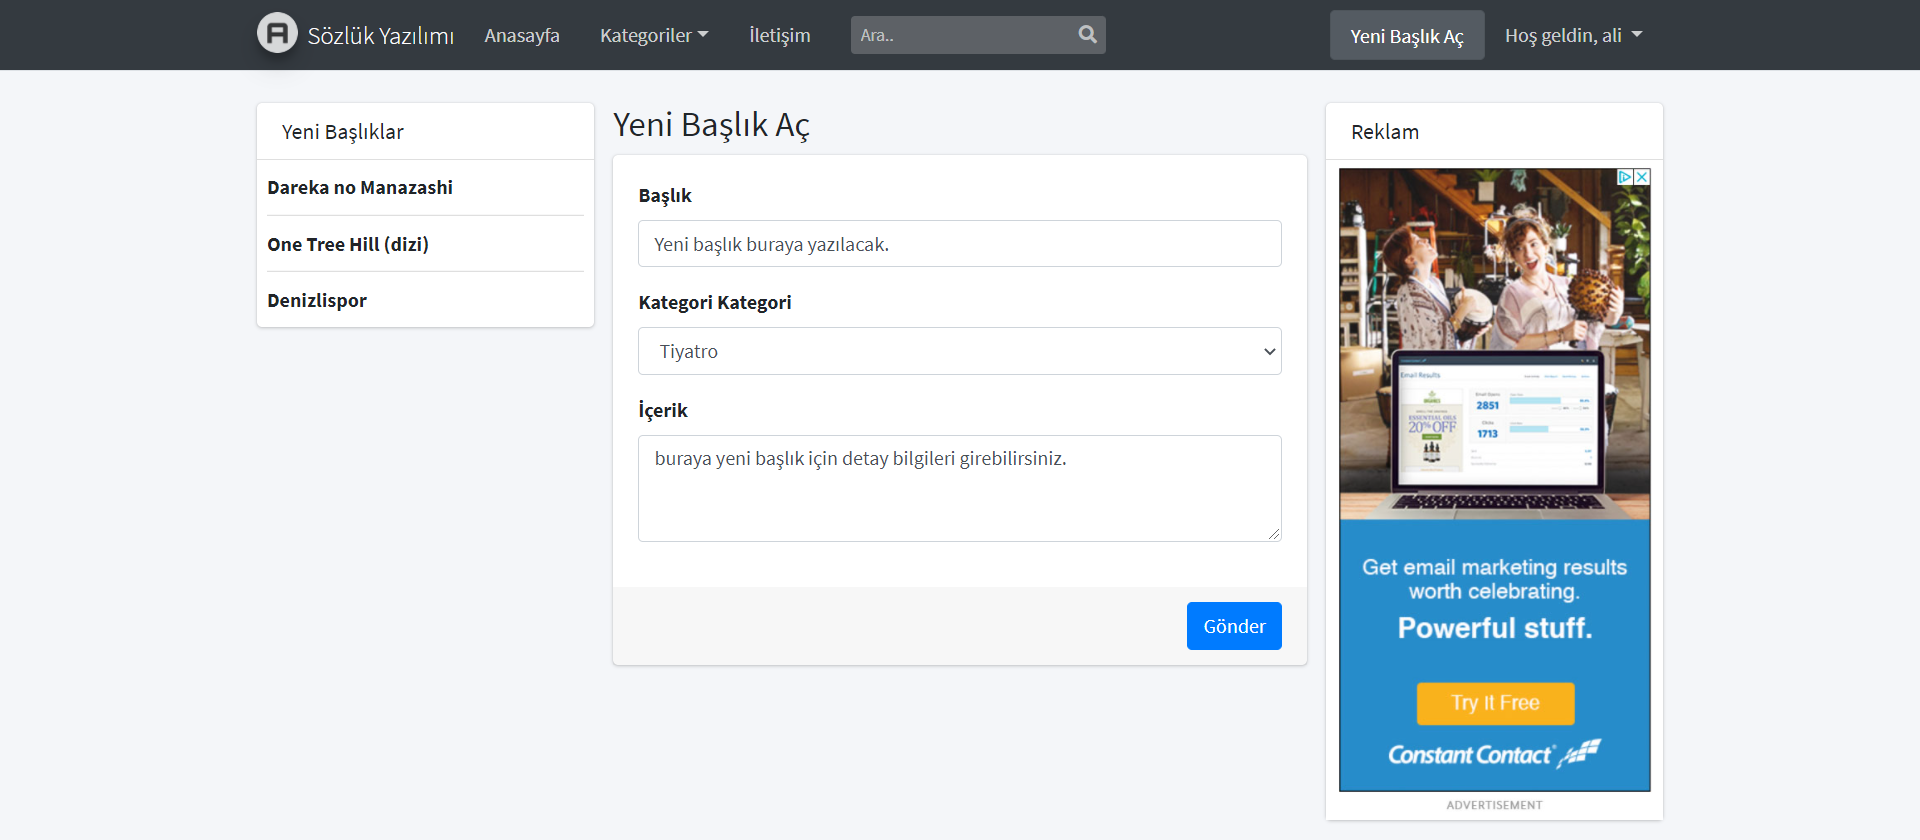 A Sözlük Yazılımı Anasayfa Kategoriler İletişim Ara.. Yeni Başlık Aç Hoş geldin, ali
Yeni Başlıklar
Dareka no Manazashi
One Tree Hill (dizi)
Denizlispor
Yeni Başlık Aç
Başlık
Yeni başlık buraya yazılacak.
Kategori Kategori
Tiyatro
İçerik
buraya yeni başlık için detay bilgileri girebilirsiniz.
Gönder
Reklam
Email Results
2851
1713
ESSENTIAL OILS
20% OFF
Get email marketing results
worth celebrating.
Powerful stuff.
Try It Free
Constant Contact
ADVERTISEMENT